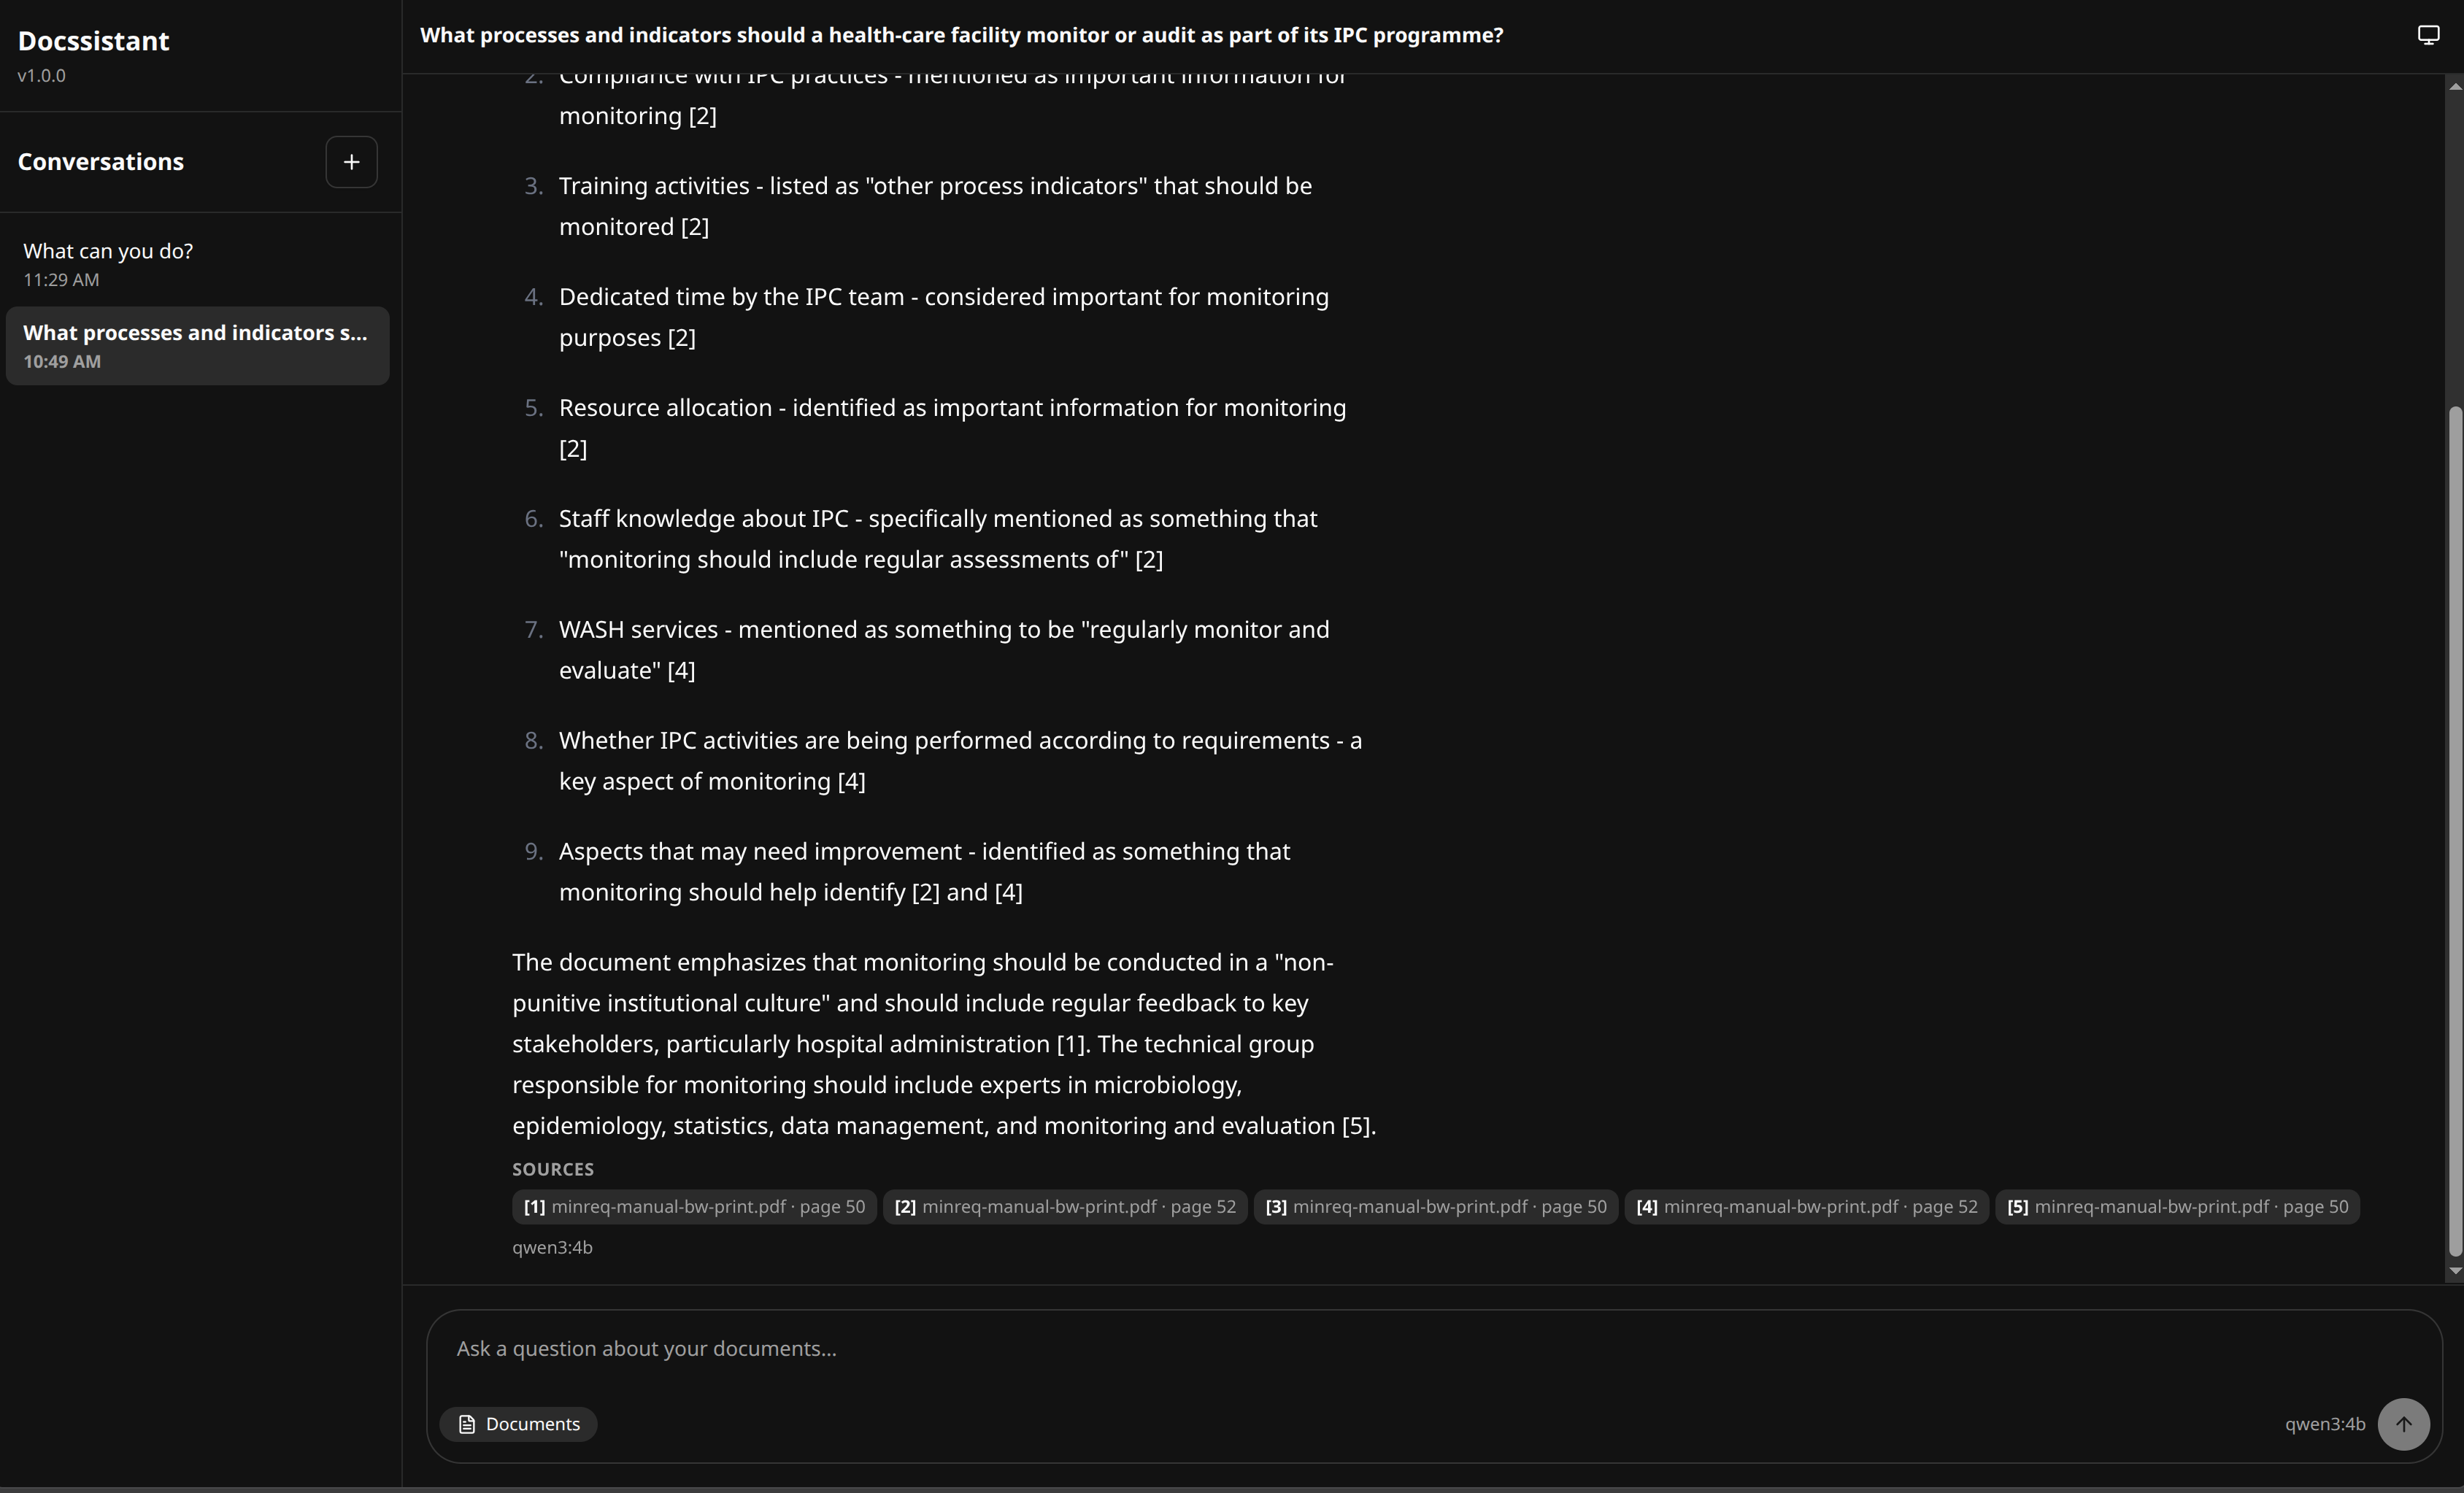 Docssistant
v1.0.0
Conversations
What can you do?
11:29 AM
What processes and indicators s...
10:49 AM
What processes and indicators should a health-care facility monitor or audit as part of its IPC programme?
2. Compliance with IPC practices - mentioned as important information for
monitoring [2]
3. Training activities - listed as "other process indicators" that should be
monitored [2]
4. Dedicated time by the IPC team - considered important for monitoring
purposes [2]
5. Resource allocation - identified as important information for monitoring
[2]
6. Staff knowledge about IPC - specifically mentioned as something that
"monitoring should include regular assessments of" [2]
7. WASH services - mentioned as something to be "regularly monitor and
evaluate" [4]
8. Whether IPC activities are being performed according to requirements - a
key aspect of monitoring [4]
9. Aspects that may need improvement - identified as something that
monitoring should help identify [2] and [4]
The document emphasizes that monitoring should be conducted in a "non-
punitive institutional culture" and should include regular feedback to key
stakeholders, particularly hospital administration [1]. The technical group
responsible for monitoring should include experts in microbiology,
epidemiology, statistics, data management, and monitoring and evaluation [5].
SOURCES
[1] minreq-manual-bw-print.pdf · page 50 [2] minreq-manual-bw-print.pdf · page 52 [3] minreq-manual-bw-print.pdf · page 50 [4] minreq-manual-bw-print.pdf · page 52 [5] minreq-manual-bw-print.pdf · page 50
qwen3:4b
Ask a question about your documents...
Documents
qwen3:4b